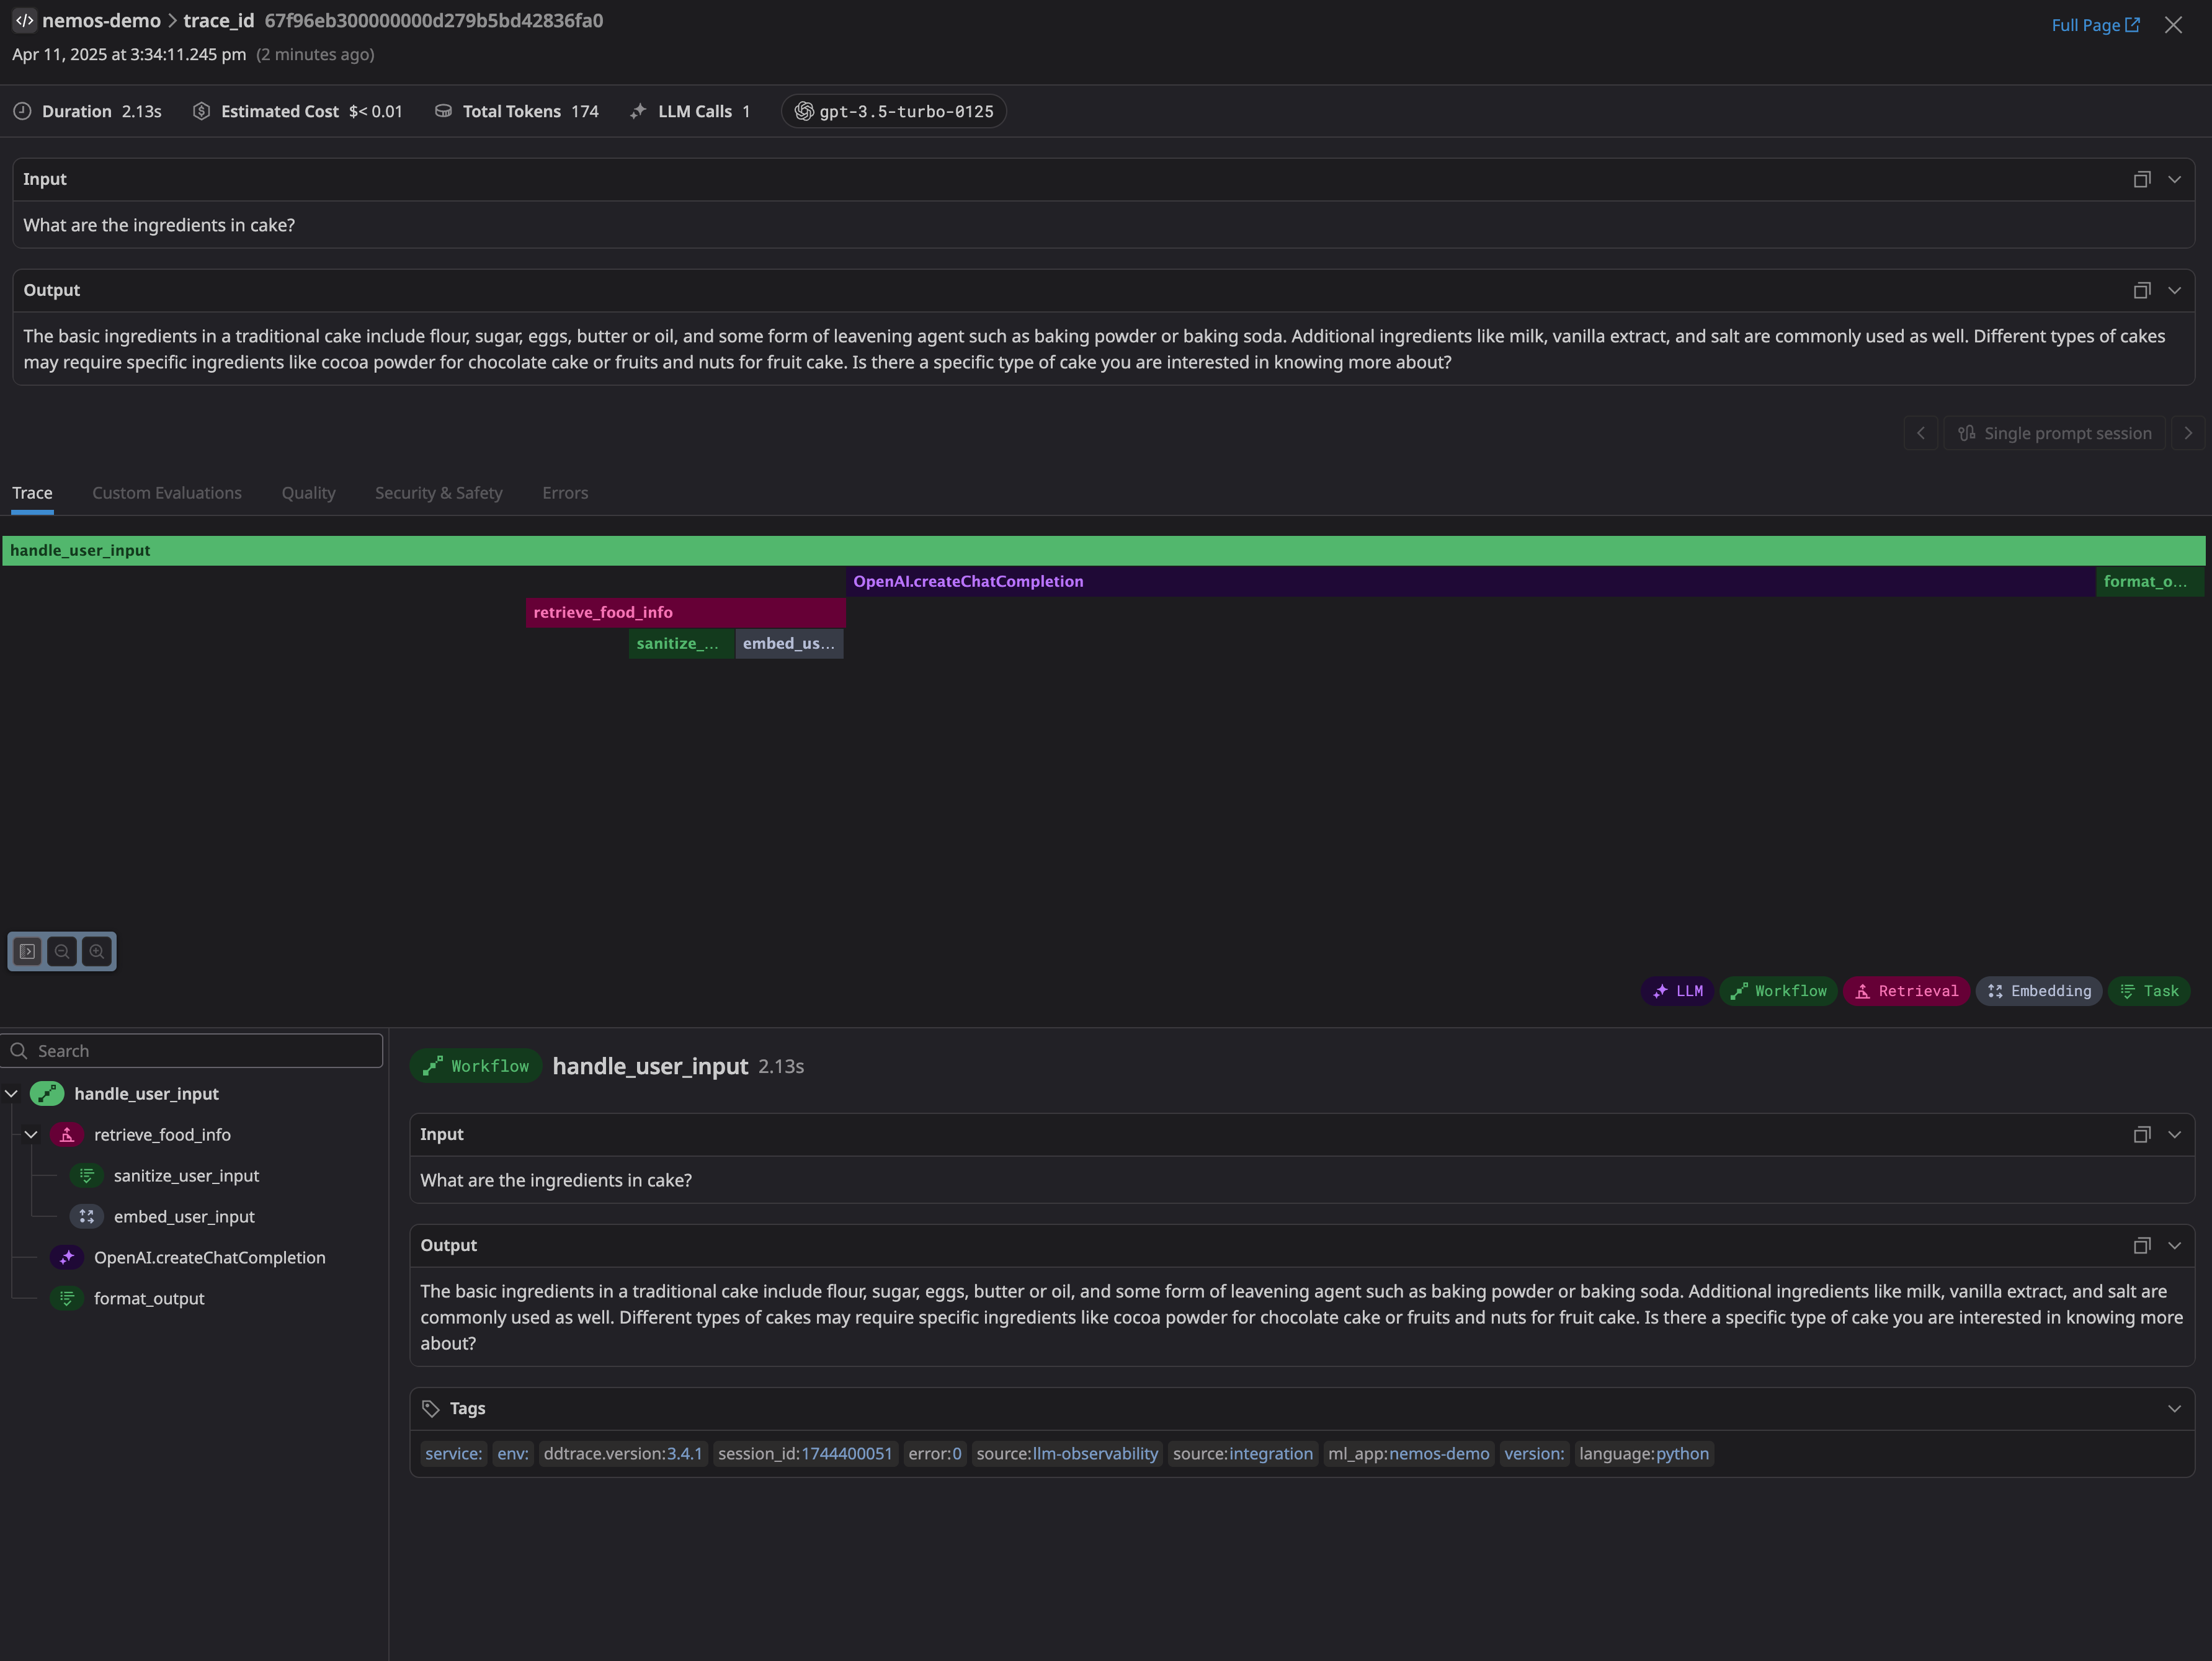 nemos-demo > trace_id 67f96eb300000000d279b5bd42836fa0
Full Page
Apr 11, 2025 at 3:34:11.245 pm (2 minutes ago)
Duration 2.13s Estimated Cost $< 0.01 Total Tokens 174 LLM Calls 1 gpt-3.5-turbo-0125
Input
What are the ingredients in cake?
Output
The basic ingredients in a traditional cake include flour, sugar, eggs, butter or oil, and some form of leavening agent such as baking powder or baking soda. Additional ingredients like milk, vanilla extract, and salt are commonly used as well. Different types of cakes
may require specific ingredients like cocoa powder for chocolate cake or fruits and nuts for fruit cake. Is there a specific type of cake you are interested in knowing more about?
Single prompt session
Trace Custom Evaluations Quality Security & Safety Errors
handle_user_input
OpenAI.createChatCompletion format_o...
retrieve_food_info
sanitize_... embed_us...
LLM Workflow Retrieval Embedding Task
Search
handle_user_input
retrieve_food_info
sanitize_user_input
embed_user_input
OpenAI.createChatCompletion
format_output
Workflow handle_user_input 2.13s
Input
What are the ingredients in cake?
Output
The basic ingredients in a traditional cake include flour, sugar, eggs, butter or oil, and some form of leavening agent such as baking powder or baking soda. Additional ingredients like milk, vanilla extract, and salt are
commonly used as well. Different types of cakes may require specific ingredients like cocoa powder for chocolate cake or fruits and nuts for fruit cake. Is there a specific type of cake you are interested in knowing more
about?
Tags
service: env: ddtrace.version:3.4.1 session_id:1744400051 error:0 source:llm-observability source:integration ml_app:nemos-demo version: language:python